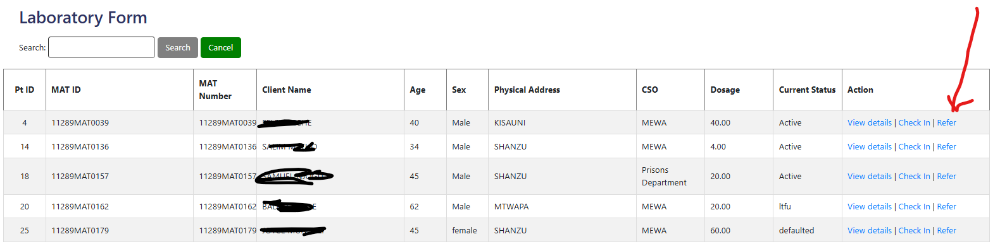 Laboratory Form
Search: Search Cancel
Pt ID MAT ID MAT Number Client Name Age Sex Physical Address CSO Dosage Current Status Action
4 11289MAT0039 11289MAT0039 40 Male KISAUNI MEWA 40.00 Active View details | Check In | Refer
14 11289MAT0136 11289MAT0136 34 Male SHANZU MEWA 4.00 Active View details | Check In | Refer
18 11289MAT0157 11289MAT0157 45 Male SHANZU Prisons Department 20.00 Active View details | Check In | Refer
20 11289MAT0162 11289MAT0162 62 Male MTWAPA MEWA 20.00 ltfu View details | Check In | Refer
25 11289MAT0179 11289MAT0179 45 female SHANZU MEWA 60.00 defaulted View details | Check In | Refer